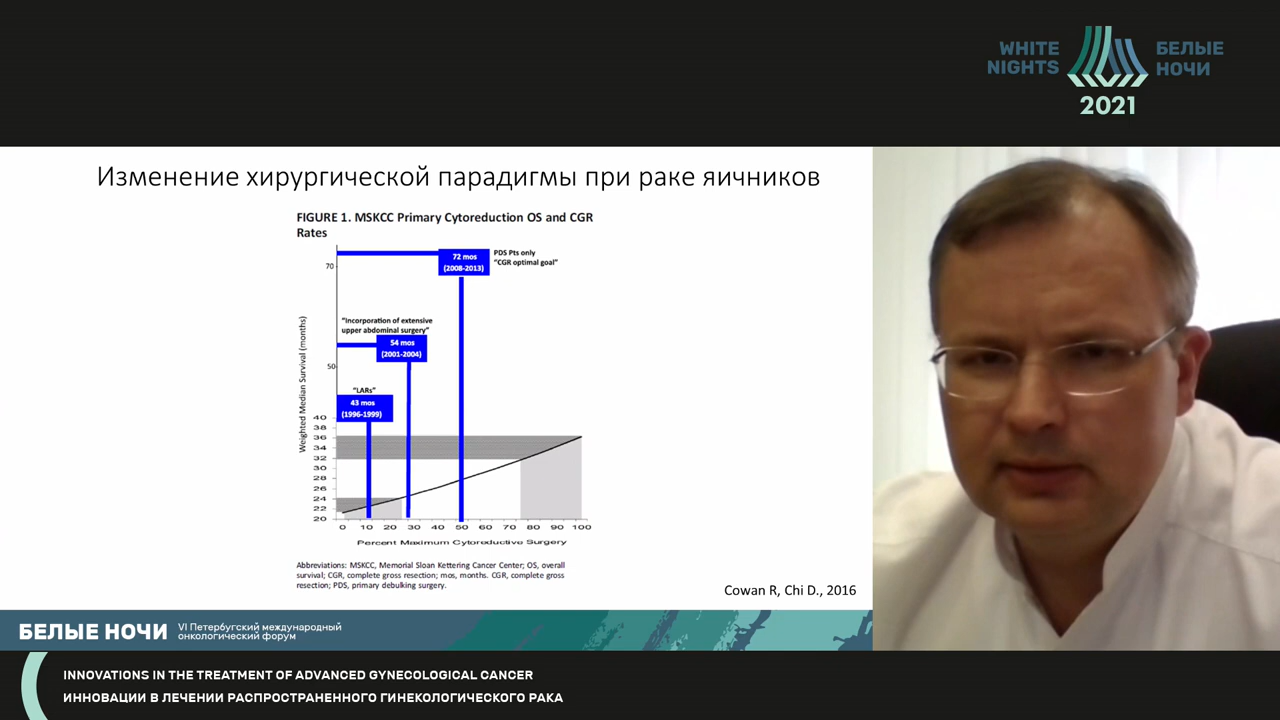 WHITE
NIGHTS
БЕЛЫЕ
НОЧИ
2021
Изменение хирургической парадигмы при раке яичников
FIGURE 1. MSKCC Primary Cytoreduction OS and CGR
Rates
72 mos
(2008-2013)
PDS Pts only
"CGR optimal goal"
70
"Incorporation of extensive
upper abdominal surgery"
54 mos
(2001-2004)
50
"LARs"
43 mos
(1996-1999)
Weighted Median Survival (months)
40
38
36
34
32
30
28
26
24
22
20
0 10 20 30 40 50 60 70 80 90 100
Percent Maximum Cytoreductive Surgery
Abbreviations: MSKCC, Memorial Sloan Kettering Cancer Center; OS, overall
survival; CGR, complete gross resection; mos, months. CGR, complete gross
resection; PDS, primary debulking surgery.
Cowan R, Chi D., 2016
БЕЛЫЕ НОЧИ
VI Петербугский международный
онкологический форум
INNOVATIONS IN THE TREATMENT OF ADVANCED GYNECOLOGICAL CANCER
ИННОВАЦИИ В ЛЕЧЕНИИ РАСПРОСТРАНЕННОГО ГИНЕКОЛОГИЧЕСКОГО РАКА